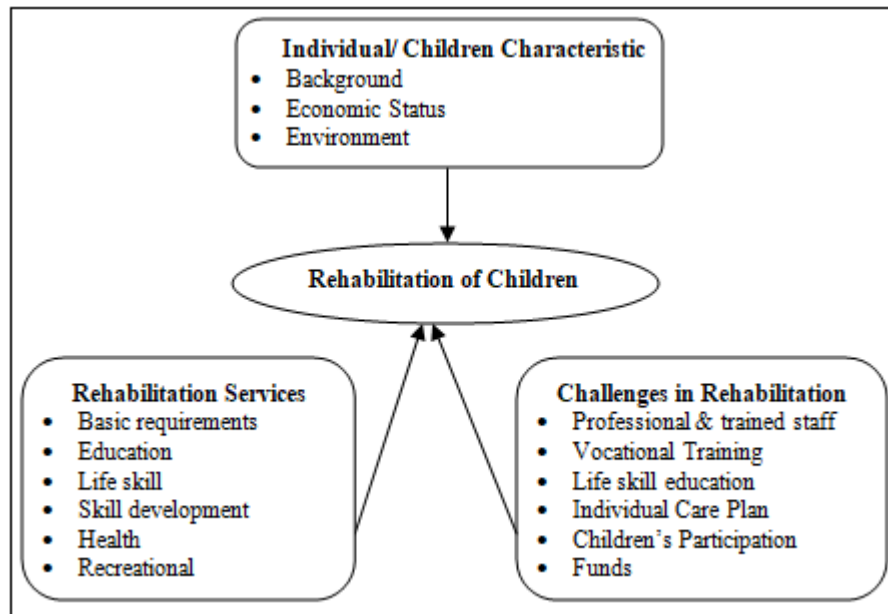 Individual/ Children Characteristic
• Background
• Economic Status
• Environment
Rehabilitation of Children
Rehabilitation Services
• Basic requirements
• Education
• Life skill
• Skill development
• Health
• Recreational
Challenges in Rehabilitation
• Professional & trained staff
• Vocational Training
• Life skill education
• Individual Care Plan
• Children’s Participation
• Funds